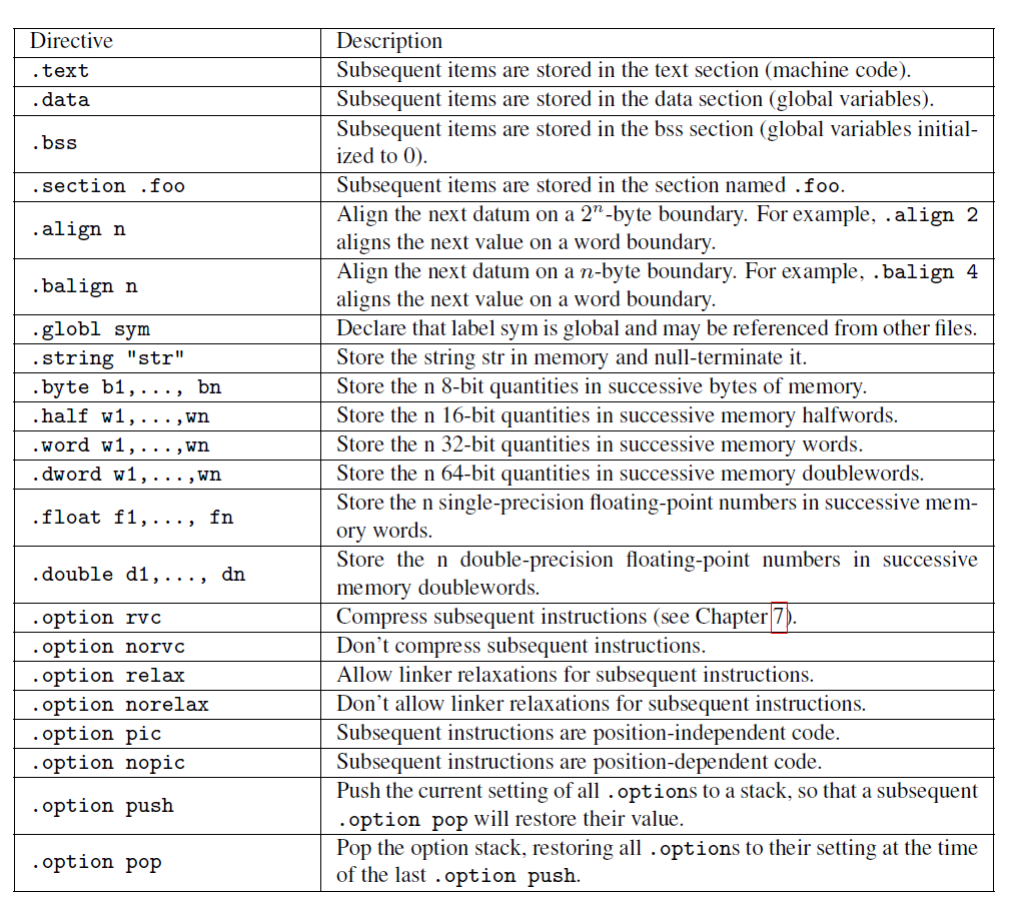 Directive Description
.text Subsequent items are stored in the text section (machine code).
.data Subsequent items are stored in the data section (global variables).
.bss Subsequent items are stored in the bss section (global variables initial-
ized to 0).
.section .foo Subsequent items are stored in the section named .foo.
.align n Align the next datum on a 2ⁿ-byte boundary. For example, .align 2
aligns the next value on a word boundary.
.balign n Align the next datum on a n-byte boundary. For example, .balign 4
aligns the next value on a word boundary.
.globl sym Declare that label sym is global and may be referenced from other files.
.string "str" Store the string str in memory and null-terminate it.
.byte b1,..., bn Store the n 8-bit quantities in successive bytes of memory.
.half w1,...,wn Store the n 16-bit quantities in successive memory halfwords.
.word w1,...,wn Store the n 32-bit quantities in successive memory words.
.dword w1,...,wn Store the n 64-bit quantities in successive memory doublewords.
.float f1,..., fn Store the n single-precision floating-point numbers in successive mem-
ory words.
.double d1,..., dn Store the n double-precision floating-point numbers in successive
memory doublewords.
.option rvc Compress subsequent instructions (see Chapter 7).
.option norvc Don't compress subsequent instructions.
.option relax Allow linker relaxations for subsequent instructions.
.option norelax Don't allow linker relaxations for subsequent instructions.
.option pic Subsequent instructions are position-independent code.
.option nopic Subsequent instructions are position-dependent code.
.option push Push the current setting of all .options to a stack, so that a subsequent
.option pop will restore their value.
.option pop Pop the option stack, restoring all .options to their setting at the time
of the last .option push.